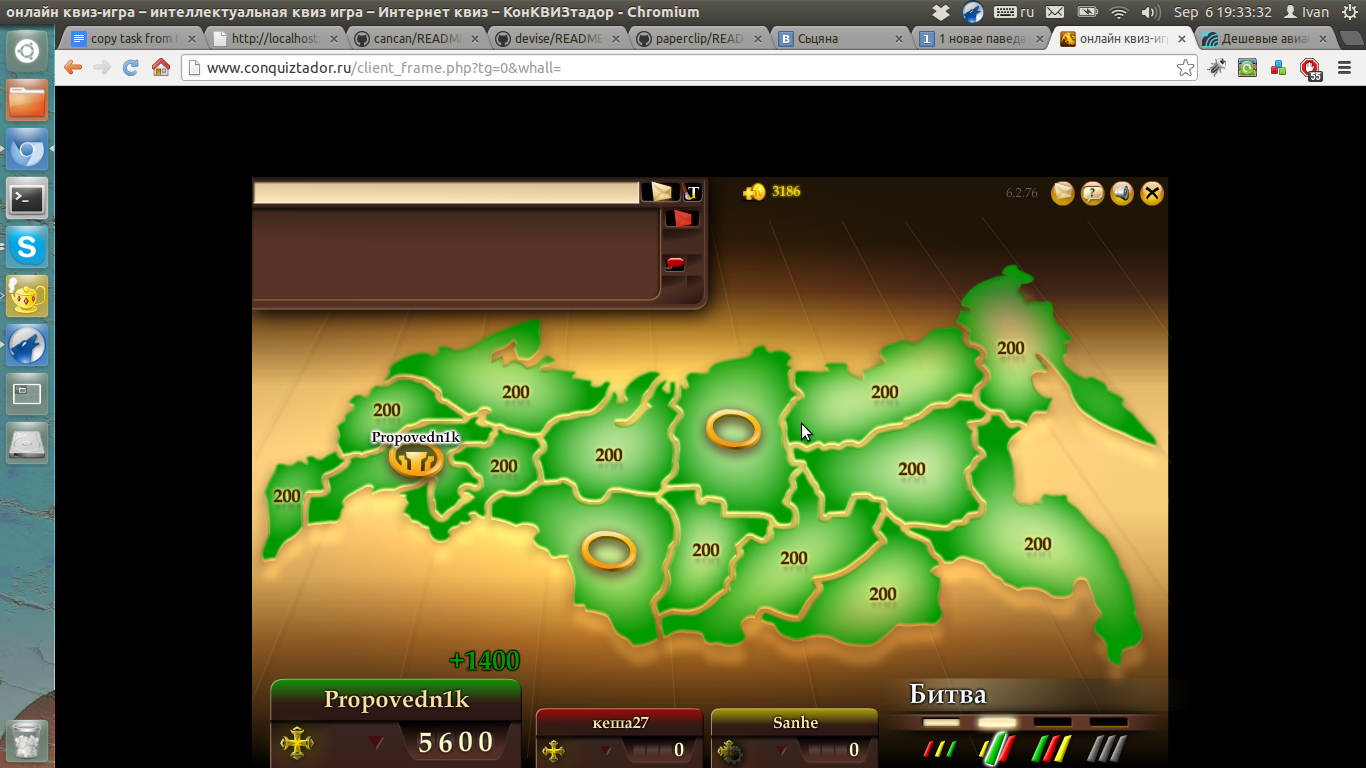 онлайн квиз-игра – интеллектуальная квиз игра – Интернет квиз – КонКВИЗтадор - Chromium
ru
Sep 6 19:33:32
Ivan
copy task from
http://localhost
cancan/README
devise/README
paperclip/READ
Сьцяна
1 новае паведа
онлайн квиз-иг
Дешевые авиа
www.conquiztador.ru/client_frame.php?tg=0&whall=
55
T
3186
6.2.76
?
200
200
200
200
Propovedn1k
200
200
200
200
200
200
200
200
200
+1400
Propovedn1k
5600
кеша27
0
Sanhe
0
Битва